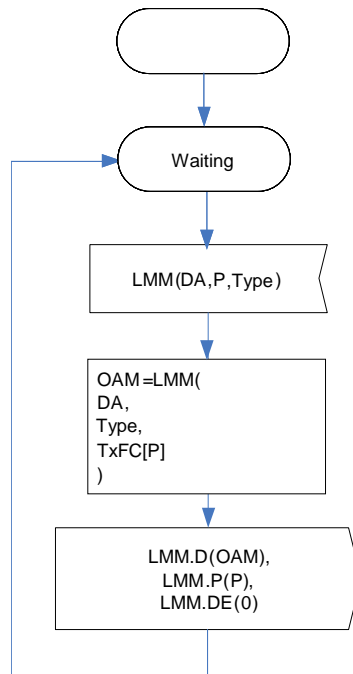 Waiting
LMM(DA,P,Type)
OAM=LMM(
DA,
Type,
TxFC[P]
)
LMM.D(OAM),
LMM.P(P),
LMM.DE(0)